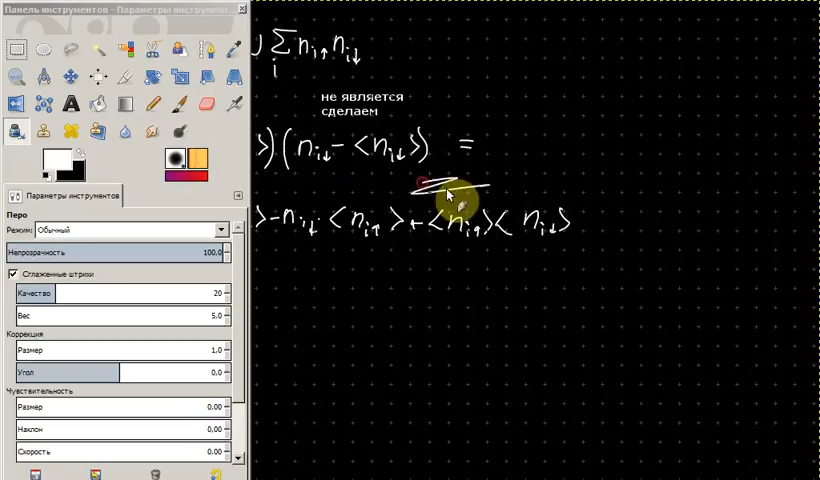 Панель инструментов - Параметры инструмент...
Параметры инструментов
Перо
Режим: Обычный
Непрозрачность 100,0
Сглаженные штрихи
Качество 20
Вес 5,0
Коррекция
Размер 1,0
Угол 0,0
Чувствительность
Размер 0,00
Наклон 0,00
Скорость 0,00
) Σ n i↑ n i↓
i
не является
сделаем
>)(n i↓ - <n i↓>) =
>-n i↓ · <n i↑> + <n i↑>< n i↓>